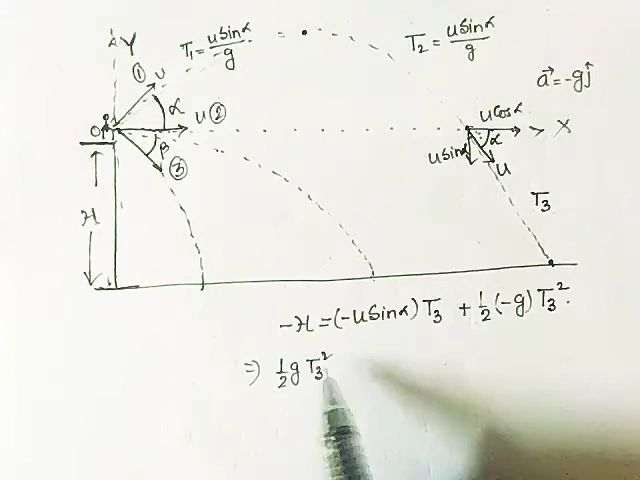 Y
T₁ = usinα/-g
T₂ = usinα/g
a⃗ = -gĵ
① u
α
u ②
O
β
③
ucosα
X
usinα
α
u
H
T₃
-H = (-usinα) T₃ + ½(-g) T₃².
⇒ ½ g T₃²